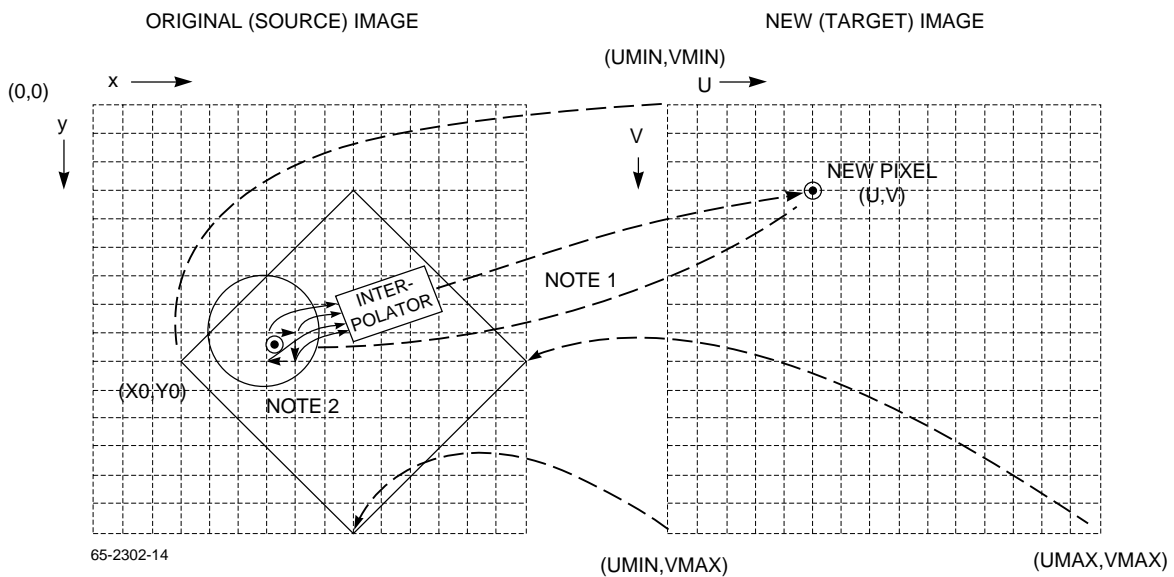 ORIGINAL (SOURCE) IMAGE
NEW (TARGET) IMAGE
(UMIN,VMIN)
x
U
(0,0)
y
V
NEW PIXEL
(U,V)
NOTE 1
INTER-
POLATOR
(X0,Y0)
NOTE 2
65-2302-14
(UMIN,VMAX)
(UMAX,VMAX)